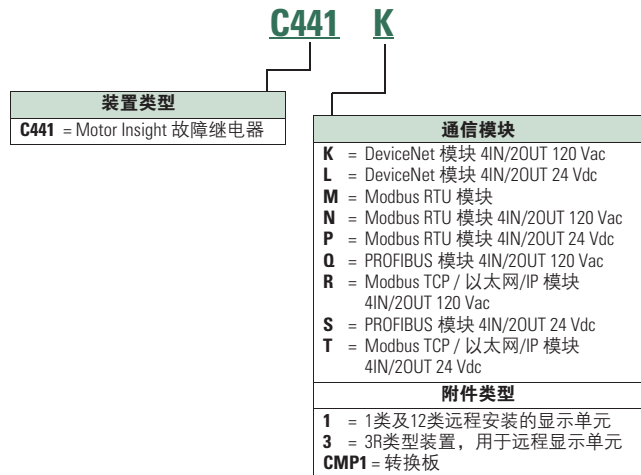 C441 K
装置类型
C441 = Motor Insight 故障继电器
通信模块
K = DeviceNet 模块 4IN/2OUT 120 Vac
L = DeviceNet 模块 4IN/2OUT 24 Vdc
M = Modbus RTU 模块
N = Modbus RTU 模块 4IN/2OUT 120 Vac
P = Modbus RTU 模块 4IN/2OUT 24 Vdc
Q = PROFIBUS 模块 4IN/2OUT 120 Vac
R = Modbus TCP / 以太网/IP 模块
4IN/2OUT 120 Vac
S = PROFIBUS 模块 4IN/2OUT 24 Vdc
T = Modbus TCP / 以太网/IP 模块
4IN/2OUT 24 Vdc
附件类型
1 = 1类及12类远程安装的显示单元
3 = 3R类型装置，用于远程显示单元
CMP1 = 转换板